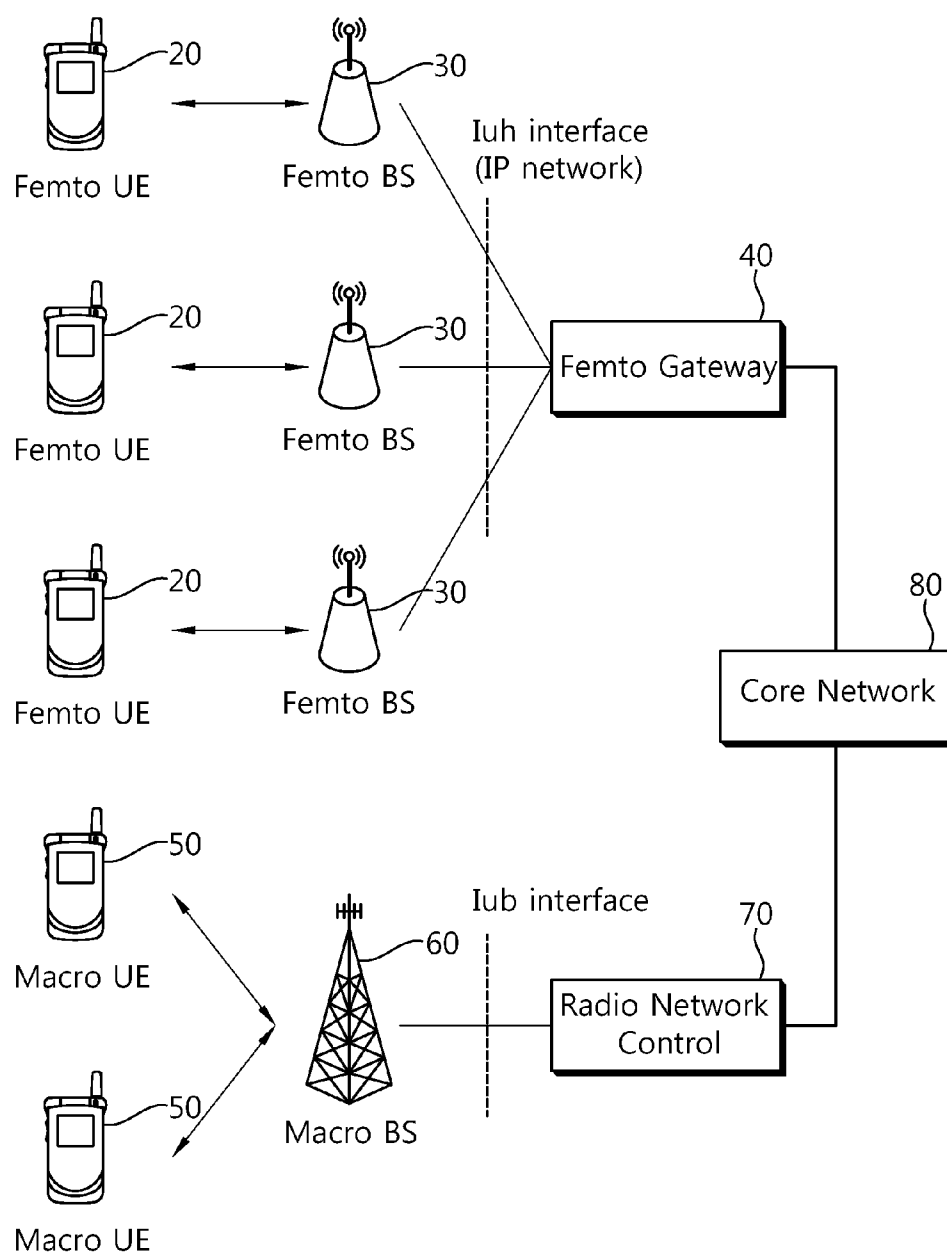 20
30
Femto UE
Femto BS
Iuh interface
(IP network)
20
30
Femto UE
Femto BS
40
Femto Gateway
20
30
Femto UE
Femto BS
80
Core Network
50
Macro UE
60
Iub interface
70
Radio Network
Control
50
Macro BS
Macro UE